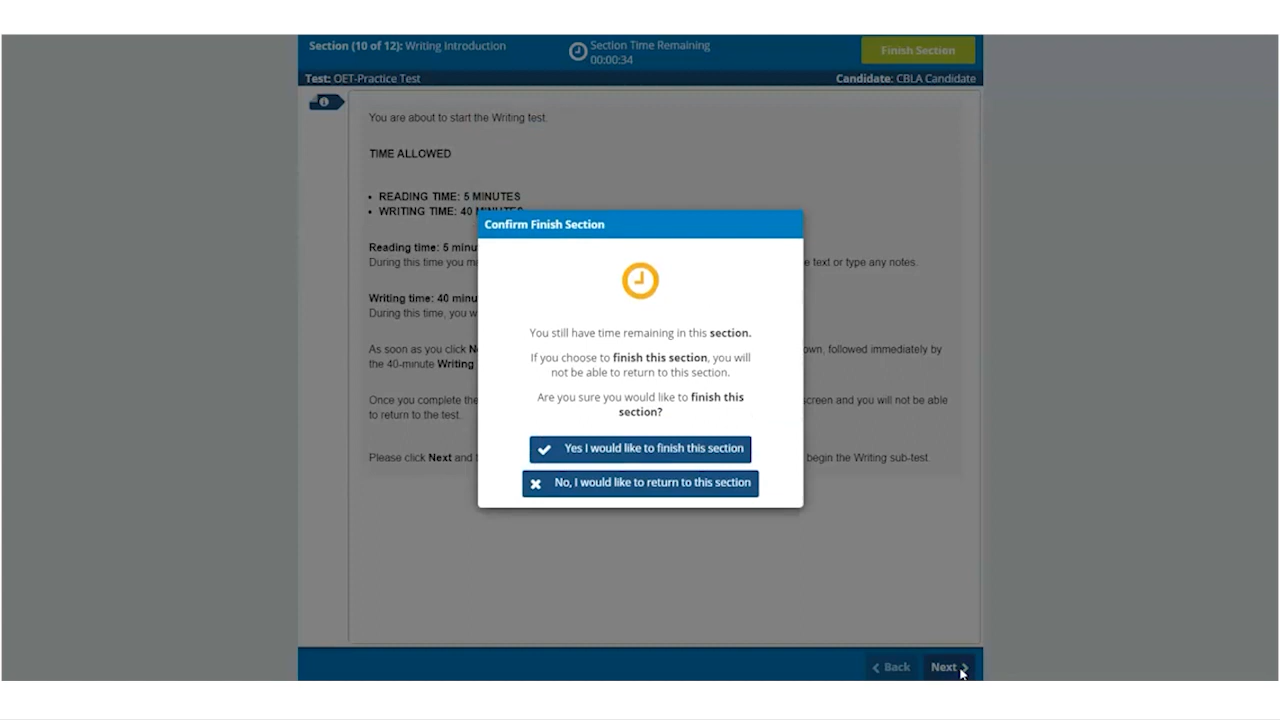 Section (10 of 12): Writing Introduction
Section Time Remaining
00:00:34
Finish Section
Test: OET-Practice Test
Candidate: CBLA Candidate
You are about to start the Writing test.
TIME ALLOWED
• READING TIME: 5 MINUTES
• WRITING TIME: 40 MINUTES
Reading time: 5 minu
During this time you m
e text or type any notes.
Writing time: 40 minu
During this time, you w
As soon as you click N
own, followed immediately by
the 40-minute Writing
Once you complete the
screen and you will not be able
to return to the test.
Please click Next and
begin the Writing sub-test.
Confirm Finish Section
You still have time remaining in this section.
If you choose to finish this section, you will
not be able to return to this section.
Are you sure you would like to finish this
section?
Yes I would like to finish this section
No, I would like to return to this section
Back
Next